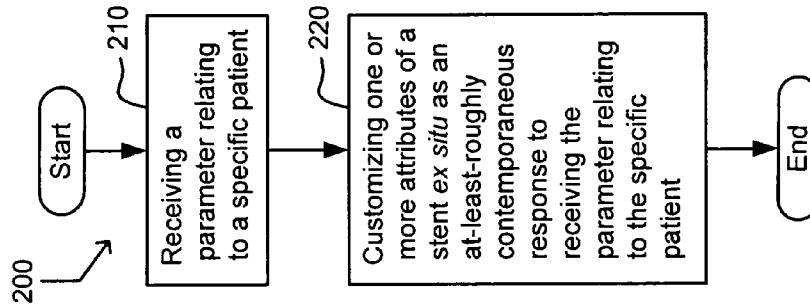 200
Start
210
Receiving a
parameter relating
to a specific patient
220
Customizing one or
more attributes of a
stent ex situ as an
at-least-roughly
contemporaneous
response to
receiving the
parameter relating
to the specific
patient
End